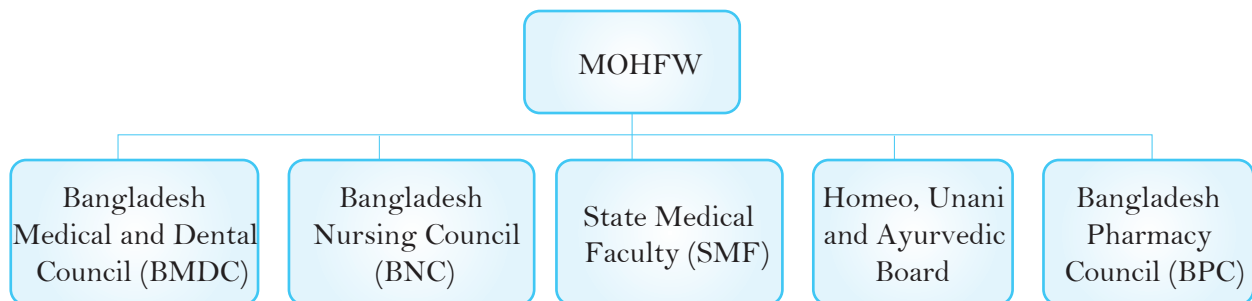 MOHFW
Bangladesh
Medical and Dental
Council (BMDC)
Bangladesh
Nursing Council
(BNC)
State Medical
Faculty (SMF)
Homeo, Unani
and Ayurvedic
Board
Bangladesh
Pharmacy
Council (BPC)